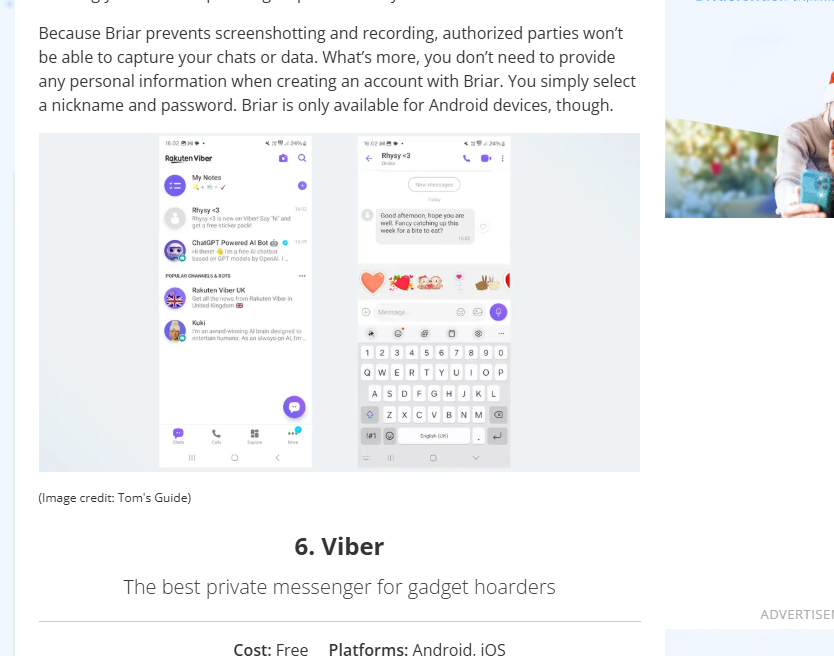 Because Briar prevents screenshotting and recording, authorized parties won't
be able to capture your chats or data. What's more, you don't need to provide
any personal information when creating an account with Briar. You simply select
a nickname and password. Briar is only available for Android devices, though.
16:02
24%
Rakuten Viber
My Notes
Rhysy <3
16:02
Rhysy <3 is now on Viber! Say "hi" and
get a free sticker pack!
ChatGPT Powered AI Bot
Hi there! 👋 I'm a free AI chatbot
based on GPT models by OpenAI. I...
POPULAR CHANNELS & BOTS
Rakuten Viber UK
Get all the news from Rakuten Viber in
United Kingdom 🇬🇧
Kuki
I'm an award-winning AI brain designed to
entertain humans. As an always-on AI, I'm ...
Chats
Calls
Explore
More
16:02
24%
Rhysy <3
Online
New messages
Today
Good afternoon, hope you are
well. Fancy catching up this
week for a bite to eat?
16:02
Message...
1 2 3 4 5 6 7 8 9 0
Q W E R T Y U I O P
A S D F G H J K L
Z X C V B N M
!#1 English (UK) .
(Image credit: Tom's Guide)
6. Viber
The best private messenger for gadget hoarders
Cost: Free Platforms: Android, iOS
ADVERTISE